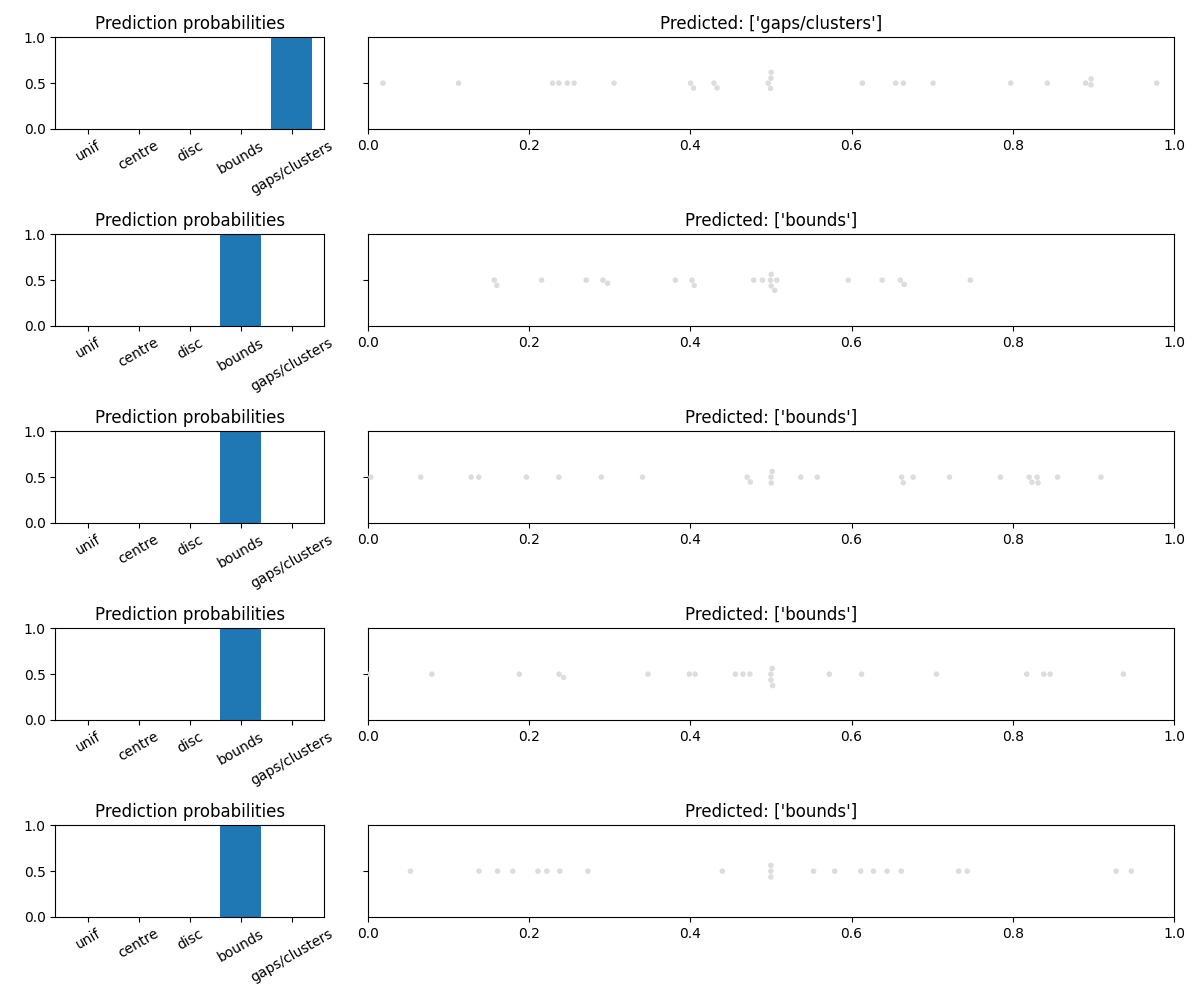 Prediction probabilities
Predicted: ['gaps/clusters']
1.0
0.5
0.0
unif centre disc bounds gaps/clusters
0.0 0.2 0.4 0.6 0.8 1.0
Prediction probabilities
Predicted: ['bounds']
1.0
0.5
0.0
unif centre disc bounds gaps/clusters
0.0 0.2 0.4 0.6 0.8 1.0
Prediction probabilities
Predicted: ['bounds']
1.0
0.5
0.0
unif centre disc bounds gaps/clusters
0.0 0.2 0.4 0.6 0.8 1.0
Prediction probabilities
Predicted: ['bounds']
1.0
0.5
0.0
unif centre disc bounds gaps/clusters
0.0 0.2 0.4 0.6 0.8 1.0
Prediction probabilities
Predicted: ['bounds']
1.0
0.5
0.0
unif centre disc bounds gaps/clusters
0.0 0.2 0.4 0.6 0.8 1.0